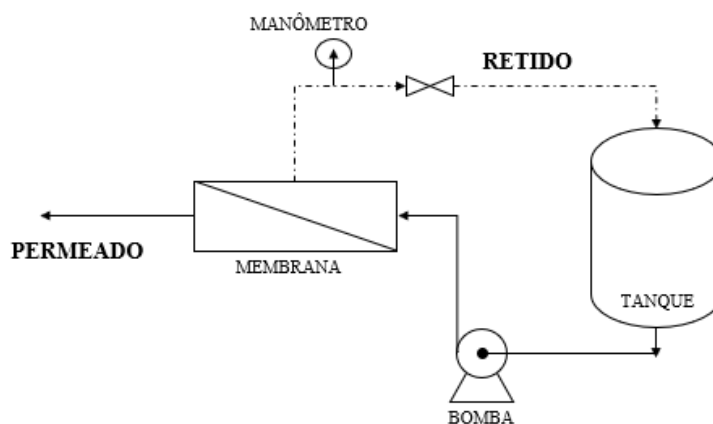 MANÔMETRO
RETIDO
PERMEADO
MEMBRANA
TANQUE
BOMBA